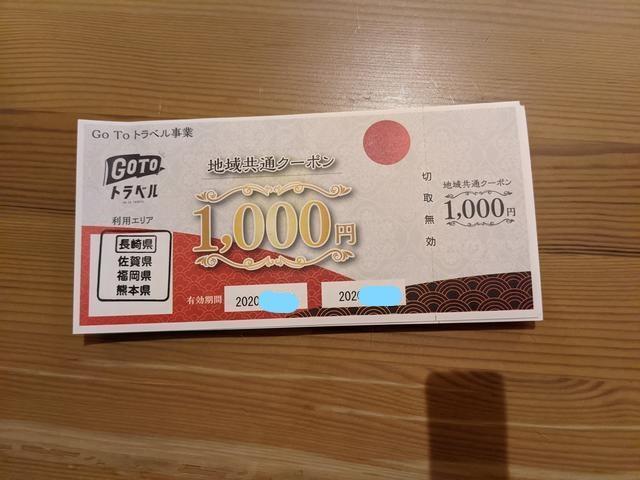 Go To トラベル事業
GOTO
トラベル
地域共通クーポン
1,000円
利用エリア
長崎県
佐賀県
福岡県
熊本県
有効期間
2020
2020
切取無効
地域共通クーポン
1,000円